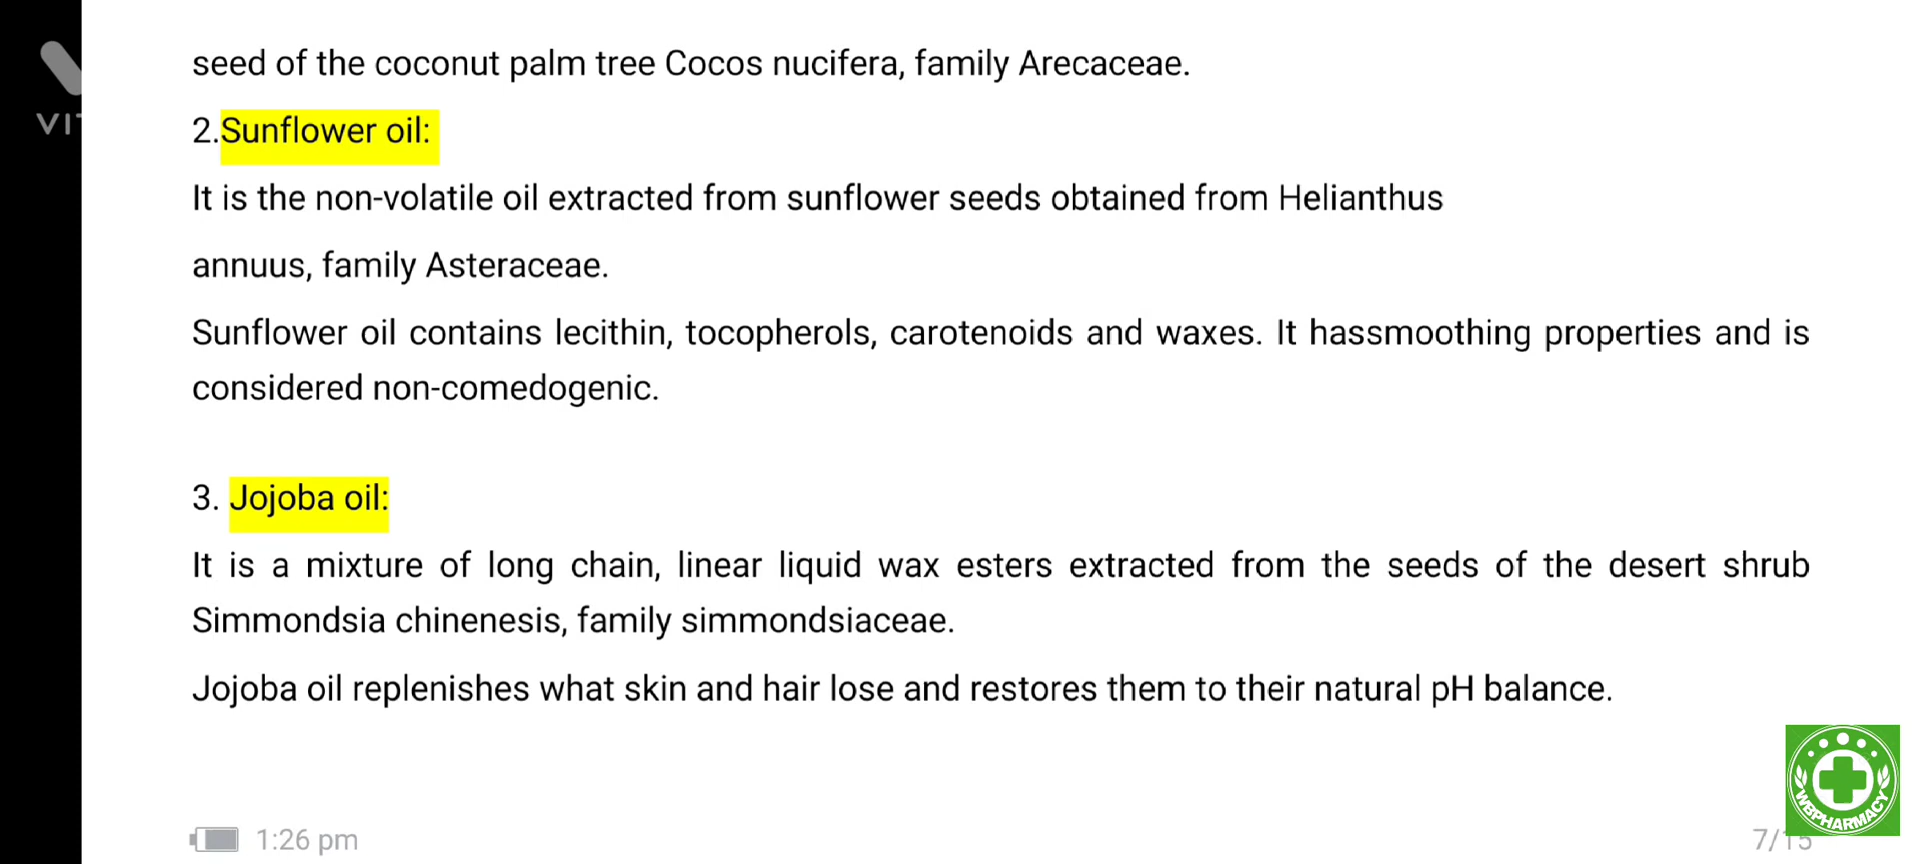 seed of the coconut palm tree Cocos nucifera, family Arecaceae.
2.Sunflower oil:
It is the non-volatile oil extracted from sunflower seeds obtained from Helianthus
annuus, family Asteraceae.
Sunflower oil contains lecithin, tocopherols, carotenoids and waxes. It hassmoothing properties and is
considered non-comedogenic.
3. Jojoba oil:
It is a mixture of long chain, linear liquid wax esters extracted from the seeds of the desert shrub
Simmondsia chinenesis, family simmondsiaceae.
Jojoba oil replenishes what skin and hair lose and restores them to their natural pH balance.
WBPHARMACY
1:26 pm
7/15